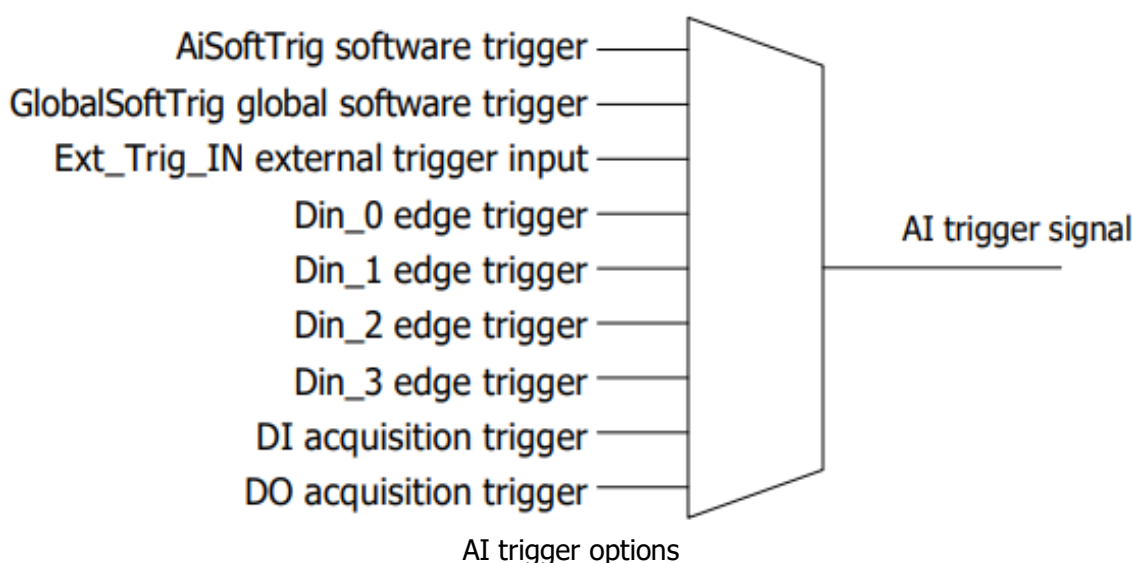 AiSoftTrig software trigger
GlobalSoftTrig global software trigger
Ext_Trig_IN external trigger input
Din_0 edge trigger
Din_1 edge trigger
Din_2 edge trigger
Din_3 edge trigger
DI acquisition trigger
DO acquisition trigger
AI trigger signal
AI trigger options